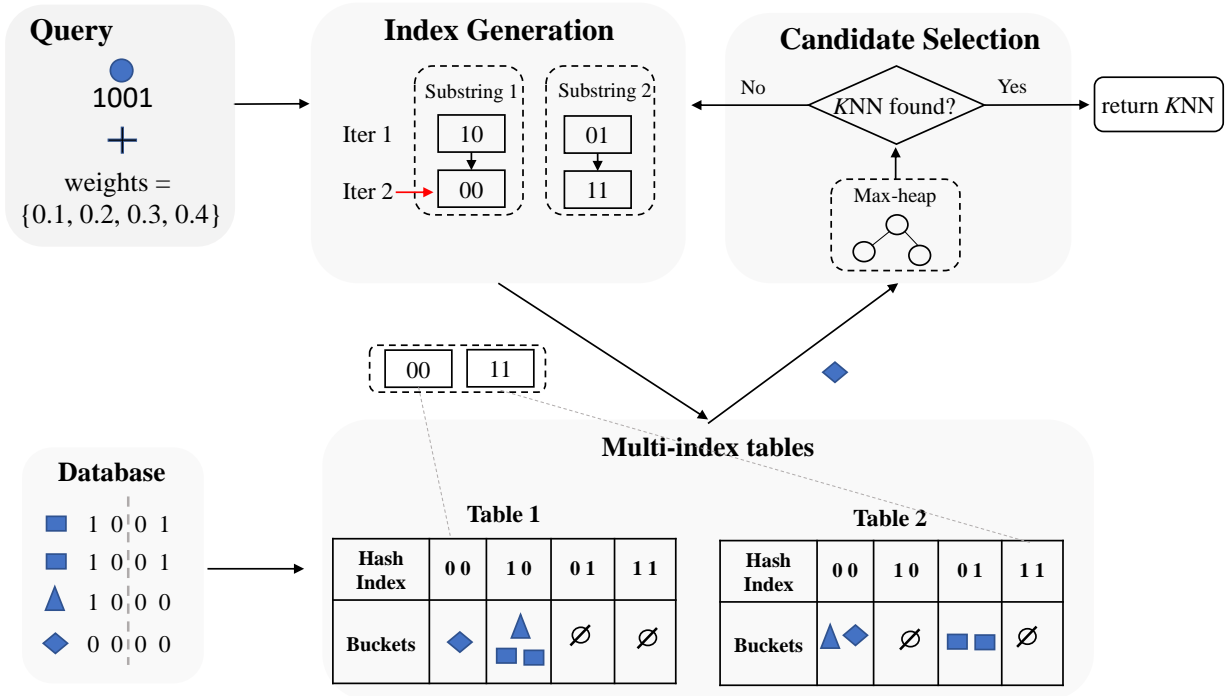 Query
1001
+
weights =
{0.1, 0.2, 0.3, 0.4}
Index Generation
Substring 1
Substring 2
Iter 1
10
01
Iter 2
00
11
Candidate Selection
No
KNN found?
Yes
return KNN
Max-heap
00
11
Database
1 0 0 1
1 0 0 1
1 0 0 0
0 0 0 0
Multi-index tables
Table 1
Hash Index
0 0
1 0
0 1
1 1
Buckets
∅
∅
Table 2
Hash Index
0 0
1 0
0 1
1 1
Buckets
∅
∅